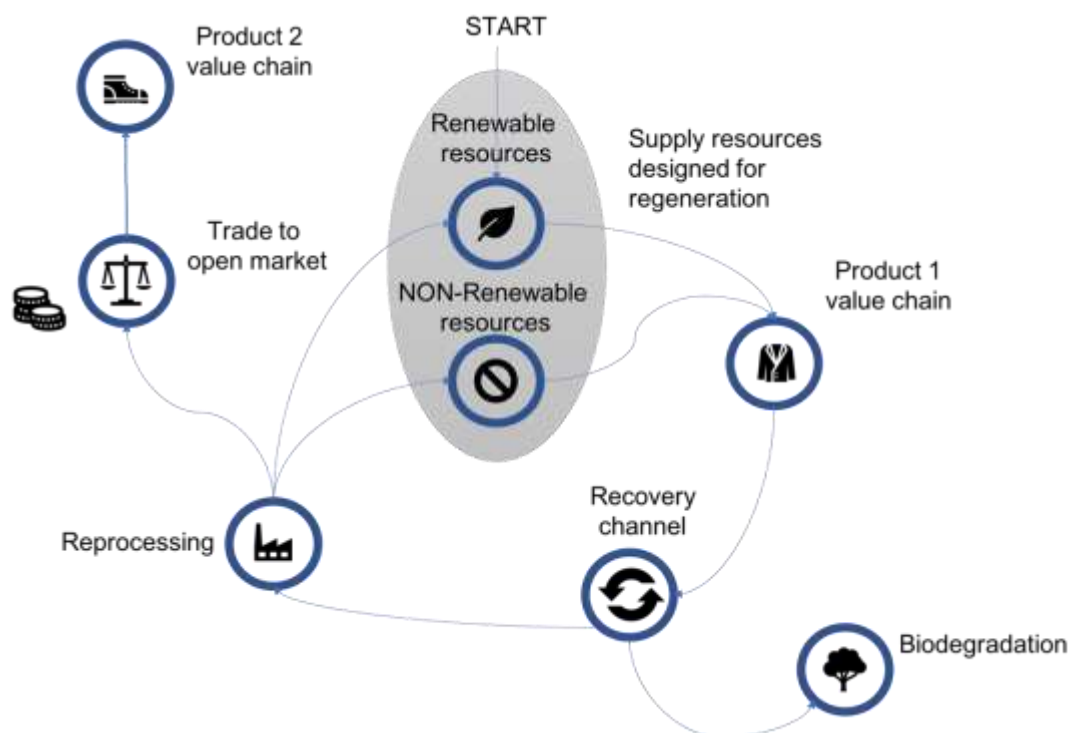 START
Product 2
value chain
Renewable
resources
Supply resources
designed for
regeneration
Trade to
open market
NON-Renewable
resources
Product 1
value chain
Recovery
channel
Reprocessing
Biodegradation